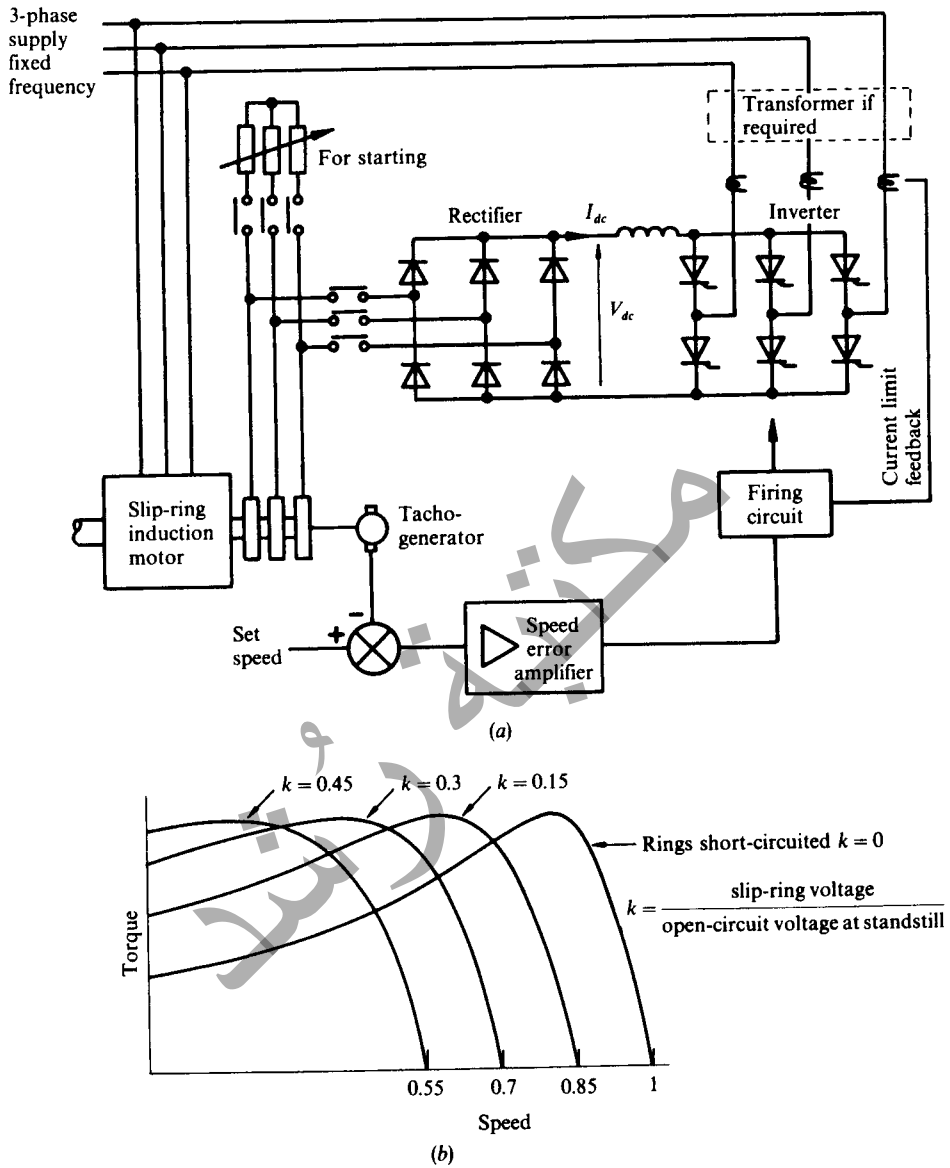 3-phase
supply
fixed
frequency
Transformer if
required
For starting
Rectifier
I_dc
Inverter
V_dc
Current limit
feedback
Slip-ring
induction
motor
Tacho-
generator
Firing
circuit
Set
speed
+
−
Speed
error
amplifier
(a)
k = 0.45
k = 0.3
k = 0.15
Rings short-circuited k = 0
k = slip-ring voltage
open-circuit voltage at standstill
Torque
0.55 0.7 0.85 1
Speed
(b)
مكتبة رُشد